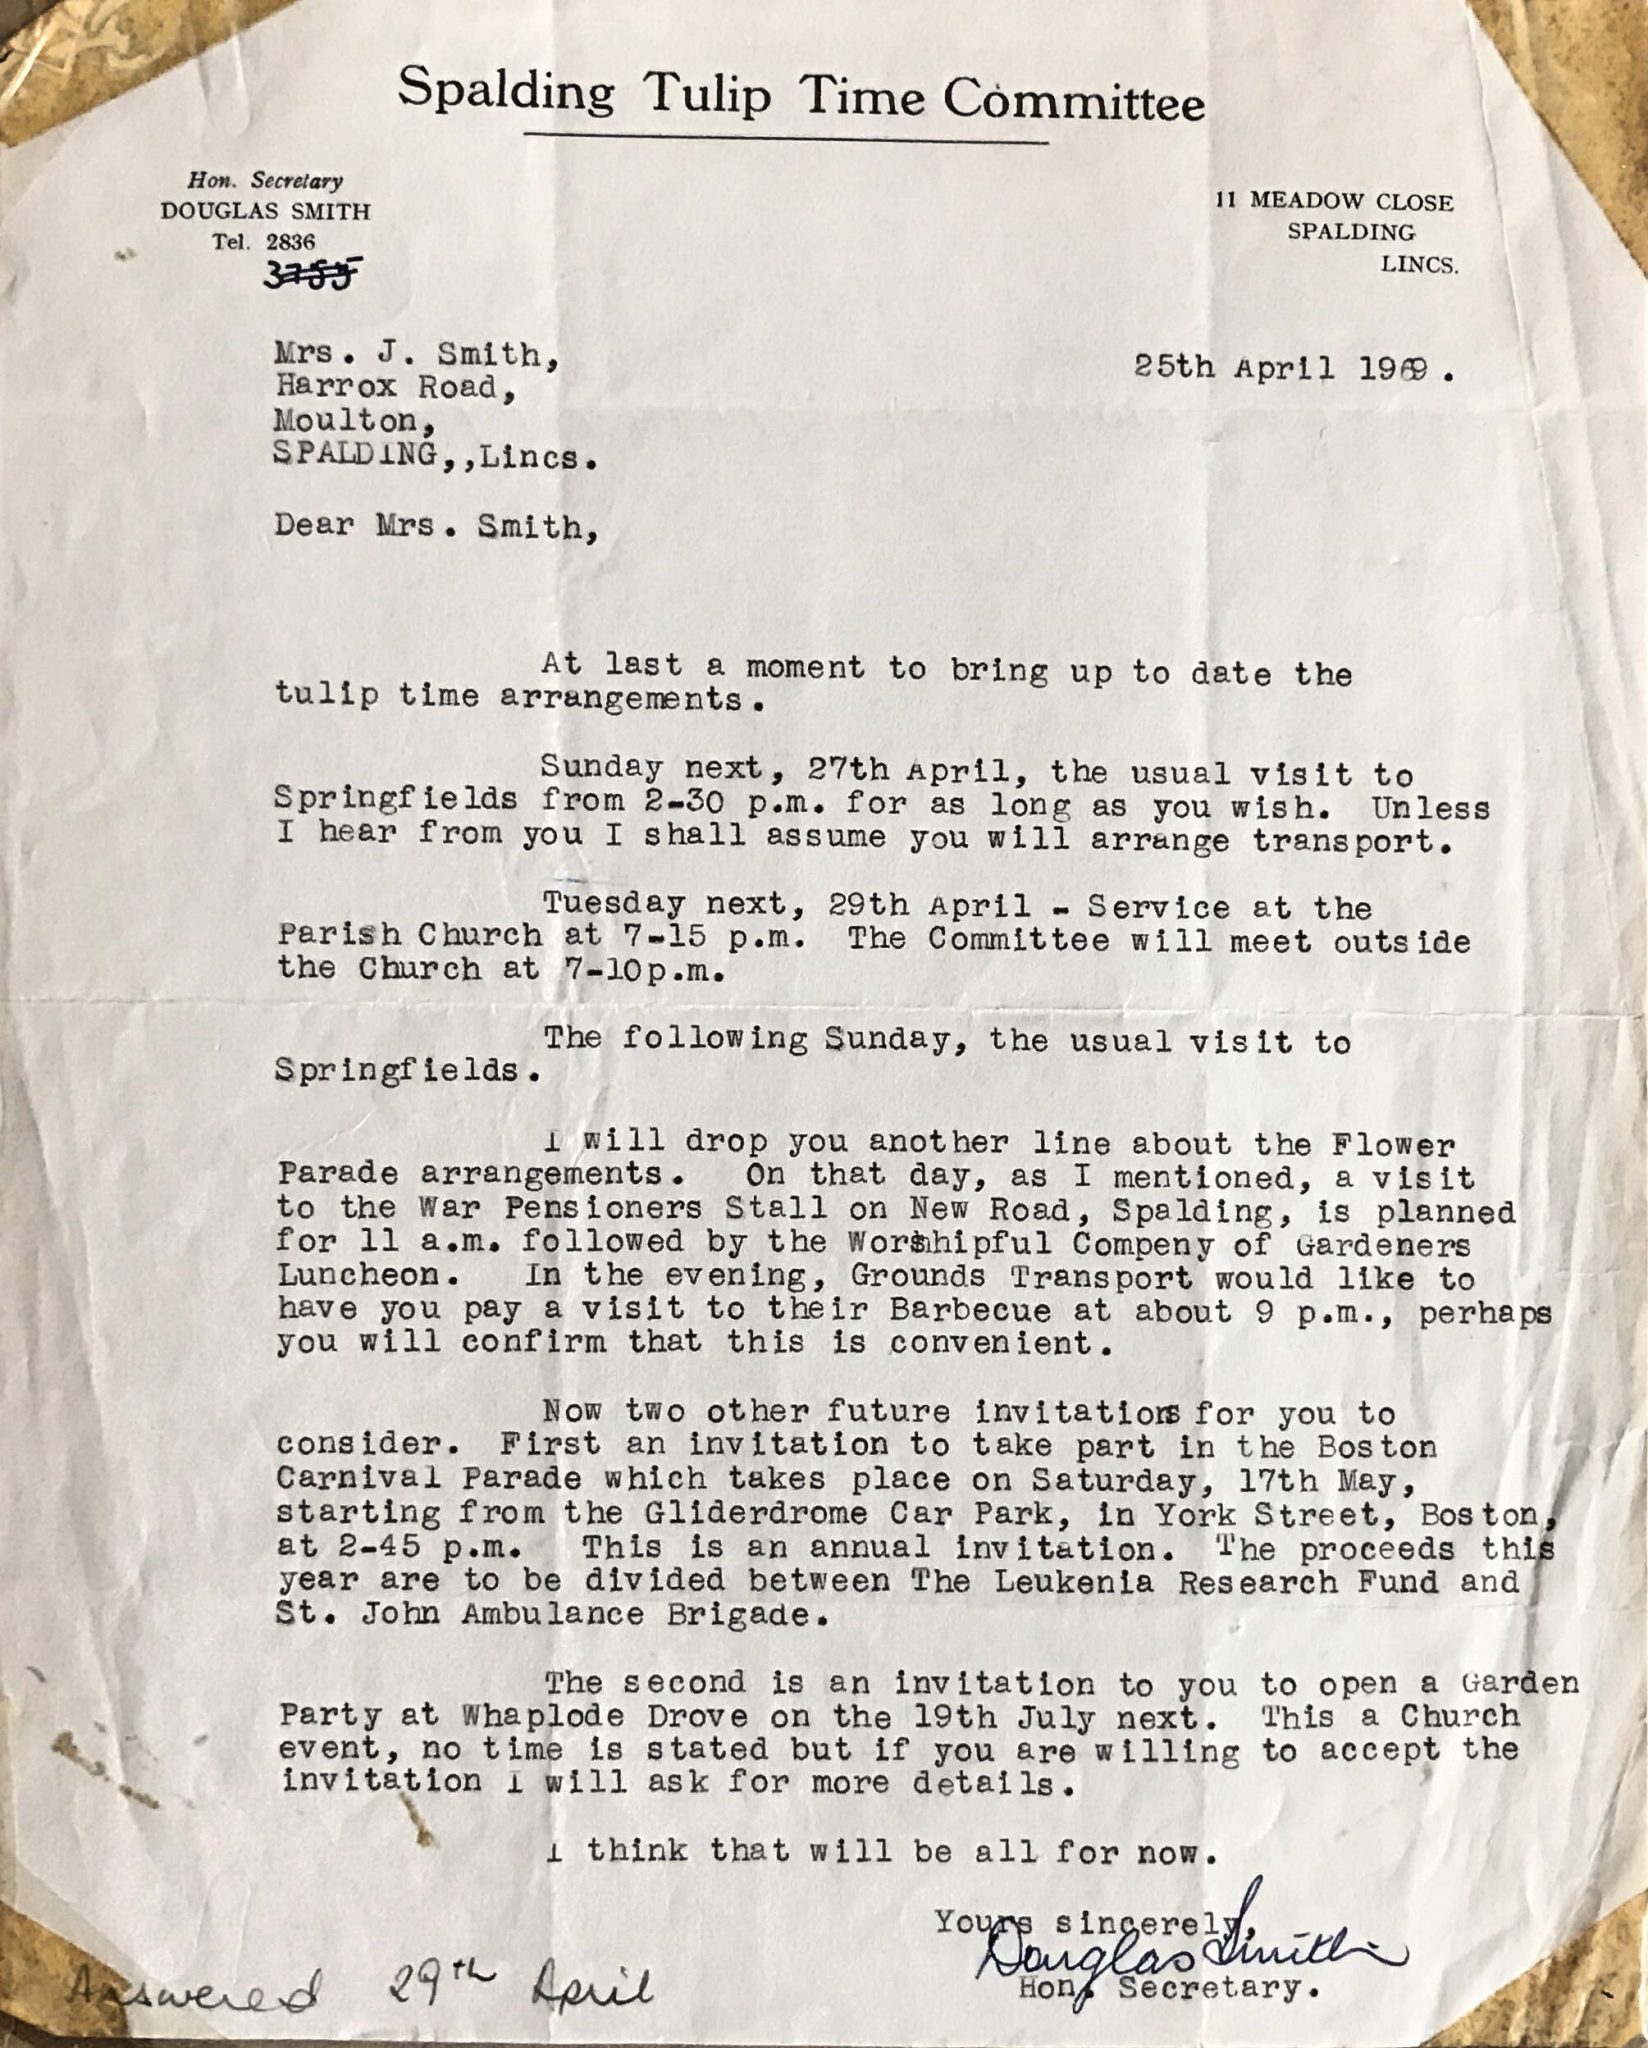 Spalding Tulip Time Committee
Hon. Secretary
DOUGLAS SMITH
Tel. 2836
3755
11 MEADOW CLOSE
SPALDING
LINCS.
Mrs. J. Smith,
Harrox Road,
Moulton,
SPALDING,,Lincs.
25th April 1969.
Dear Mrs. Smith,
At last a moment to bring up to date the
tulip time arrangements.
Sunday next, 27th April, the usual visit to
Springfields from 2-30 p.m. for as long as you wish. Unless
I hear from you I shall assume you will arrange transport.
Tuesday next, 29th April - Service at the
Parish Church at 7-15 p.m. The Committee will meet outside
the Church at 7-10p.m.
The following Sunday, the usual visit to
Springfields.
I will drop you another line about the Flower
Parade arrangements. On that day, as I mentioned, a visit
to the War Pensioners Stall on New Road, Spalding, is planned
for 11 a.m. followed by the Worshhipful Compeny of Gardeners
Luncheon. In the evening, Grounds Transport would like to
have you pay a visit to their Barbecue at about 9 p.m., perhaps
you will confirm that this is convenient.
Now two other future invitations for you to
consider. First an invitation to take part in the Boston
Carnival Parade which takes place on Saturday, 17th May,
starting from the Gliderdrome Car Park, in York Street, Boston,
at 2-45 p.m. This is an annual invitation. The proceeds this
year are to be divided between The Leukenia Research Fund and
St. John Ambulance Brigade.
The second is an invitation to you to open a Garden
Party at Whaplode Drove on the 19th July next. This a Church
event, no time is stated but if you are willing to accept the
invitation I will ask for more details.
I think that will be all for now.
Yours sincerely,
Douglas Smith
Hon. Secretary.
Answered 29th April